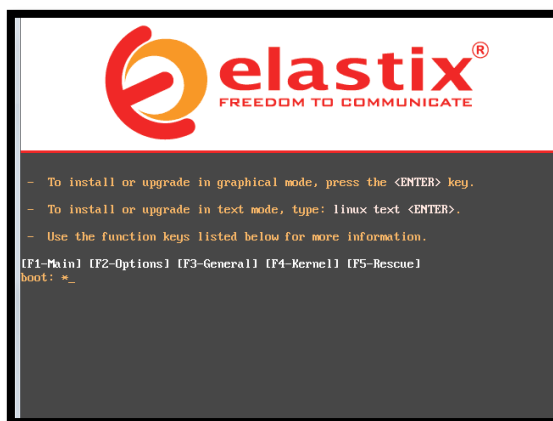 elastix®
FREEDOM TO COMMUNICATE
- To install or upgrade in graphical mode, press the <ENTER> key.
- To install or upgrade in text mode, type: linux text <ENTER>.
- Use the function keys listed below for more information.
[F1-Main] [F2-Options] [F3-General] [F4-Kernel] [F5-Rescue]
boot: *_